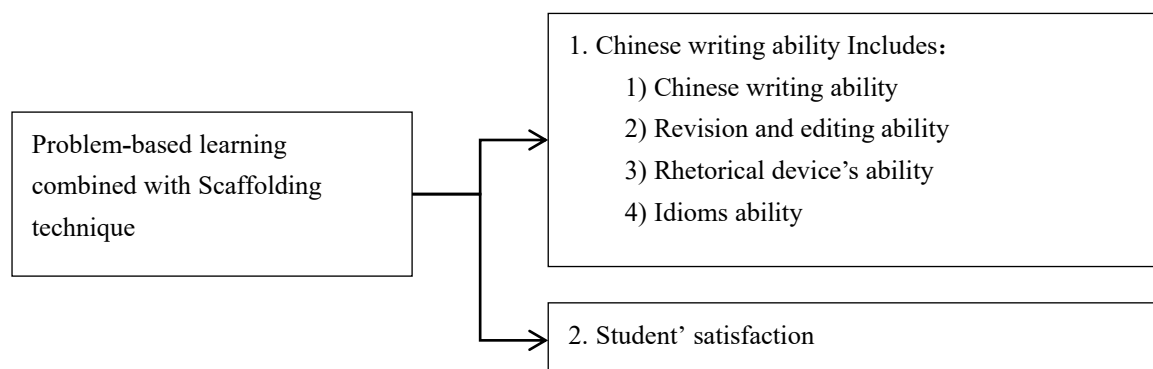 Problem-based learning
combined with Scaffolding
technique
1. Chinese writing ability Includes：
1) Chinese writing ability
2) Revision and editing ability
3) Rhetorical device’s ability
4) Idioms ability
2. Student’ satisfaction